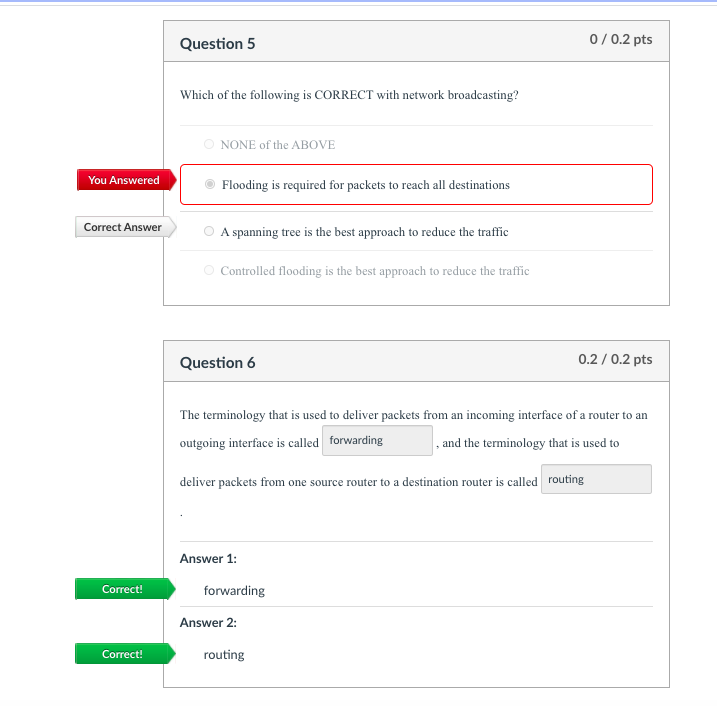 Question 5
0 / 0.2 pts
Which of the following is CORRECT with network broadcasting?
NONE of the ABOVE
You Answered
Flooding is required for packets to reach all destinations
Correct Answer
A spanning tree is the best approach to reduce the traffic
Controlled flooding is the best approach to reduce the traffic
Question 6
0.2 / 0.2 pts
The terminology that is used to deliver packets from an incoming interface of a router to an
outgoing interface is called forwarding , and the terminology that is used to
deliver packets from one source router to a destination router is called routing
.
Answer 1:
Correct!
forwarding
Answer 2:
Correct!
routing